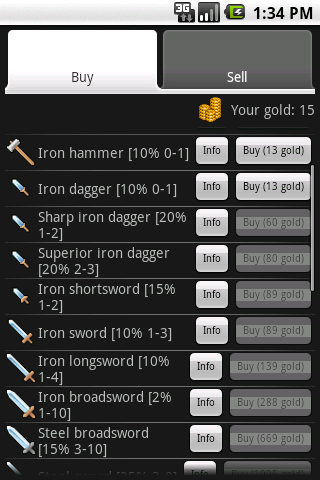 3G 1:34 PM
Buy Sell
Your gold: 15
Iron hammer [10% 0-1] Info Buy (13 gold)
Iron dagger [10% 0-1] Info Buy (13 gold)
Sharp iron dagger [20%
1-2] Info Buy (60 gold)
Superior iron dagger
[20% 2-3] Info Buy (80 gold)
Iron shortsword [15%
1-2] Info Buy (89 gold)
Iron sword [10% 1-3] Info Buy (89 gold)
Iron longsword [10%
1-4] Info Buy (139 gold)
Iron broadsword [2%
1-10] Info Buy (288 gold)
Steel broadsword
[15% 3-10] Info Buy (669 gold)
Info